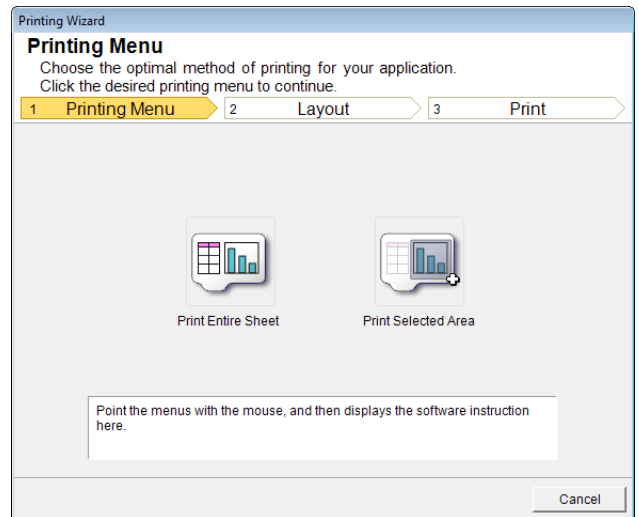 Printing Wizard
Printing Menu
Choose the optimal method of printing for your application.
Click the desired printing menu to continue.
1 Printing Menu 2 Layout 3 Print
Print Entire Sheet Print Selected Area
Point the menus with the mouse, and then displays the software instruction
here.
Cancel